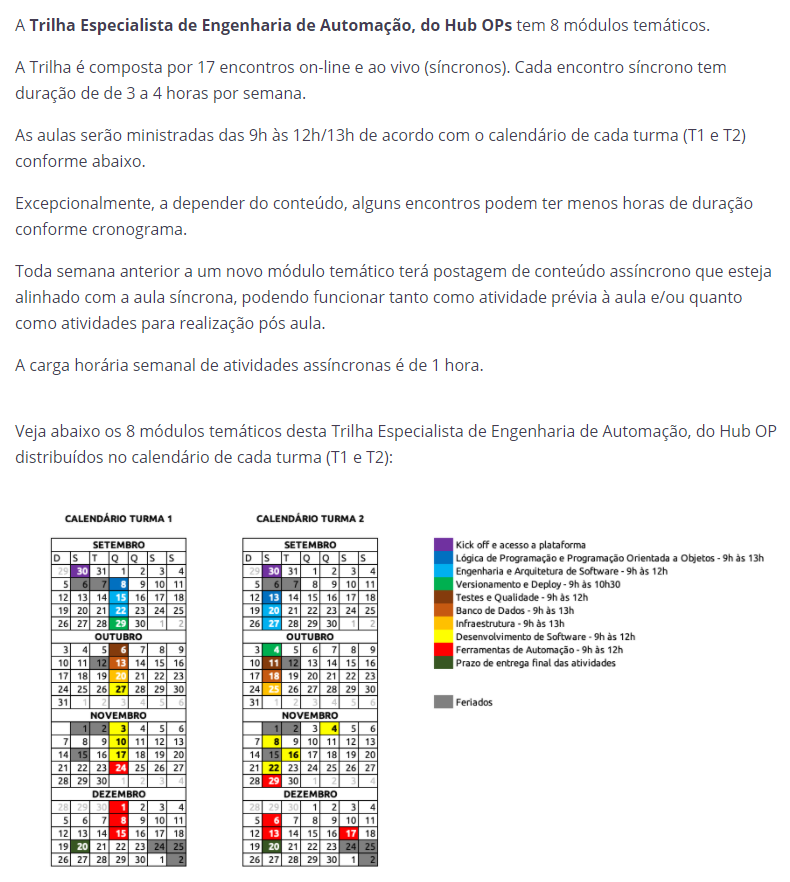 A Trilha Especialista de Engenharia de Automação, do Hub OPs tem 8 módulos temáticos.
A Trilha é composta por 17 encontros on-line e ao vivo (síncronos). Cada encontro síncrono tem
duração de de 3 a 4 horas por semana.
As aulas serão ministradas das 9h às 12h/13h de acordo com o calendário de cada turma (T1 e T2)
conforme abaixo.
Excepcionalmente, a depender do conteúdo, alguns encontros podem ter menos horas de duração
conforme cronograma.
Toda semana anterior a um novo módulo temático terá postagem de conteúdo assíncrono que esteja
alinhado com a aula síncrona, podendo funcionar tanto como atividade prévia à aula e/ou quanto
como atividades para realização pós aula.
A carga horária semanal de atividades assíncronas é de 1 hora.
Veja abaixo os 8 módulos temáticos desta Trilha Especialista de Engenharia de Automação, do Hub OP
distribuídos no calendário de cada turma (T1 e T2):
CALENDÁRIO TURMA 1
SETEMBRO
D S T Q Q S S
29 30 31 1 2 3 4
5 6 7 8 9 10 11
12 13 14 15 16 17 18
19 20 21 22 23 24 25
26 27 28 29 30 1 2
OUTUBRO
3 4 5 6 7 8 9
10 11 12 13 14 15 16
17 18 19 20 21 22 23
24 25 26 27 28 29 30
31 1 2 3 4 5 6
NOVEMBRO
1 2 3 4 5 6
7 8 9 10 11 12 13
14 15 16 17 18 19 20
21 22 23 24 25 26 27
28 29 30 1 2 3 4
DEZEMBRO
28 29 30 1 2 3 4
5 6 7 8 9 10 11
12 13 14 15 16 17 18
19 20 21 22 23 24 25
26 27 28 29 30 1 2
CALENDÁRIO TURMA 2
SETEMBRO
D S T Q Q S S
29 30 31 1 2 3 4
5 6 7 8 9 10 11
12 13 14 15 16 17 18
19 20 21 22 23 24 25
26 27 28 29 30 1 2
OUTUBRO
3 4 5 6 7 8 9
10 11 12 13 14 15 16
17 18 19 20 21 22 23
24 25 26 27 28 29 30
31 1 2 3 4 5 6
NOVEMBRO
1 2 3 4 5 6
7 8 9 10 11 12 13
14 15 16 17 18 19 20
21 22 23 24 25 26 27
28 29 30 1 2 3 4
DEZEMBRO
28 29 30 1 2 3 4
5 6 7 8 9 10 11
12 13 14 15 16 17 18
19 20 21 22 23 24 25
26 27 28 29 30 1 2
Kick off e acesso a plataforma
Lógica de Programação e Programação Orientada a Objetos - 9h às 13h
Engenharia e Arquitetura de Software - 9h às 12h
Versionamento e Deploy - 9h às 10h30
Testes e Qualidade - 9h às 12h
Banco de Dados - 9h às 13h
Infraestrutura - 9h às 13h
Desenvolvimento de Software - 9h às 12h
Ferramentas de Automação - 9h às 12h
Prazo de entrega final das atividades
Feriados